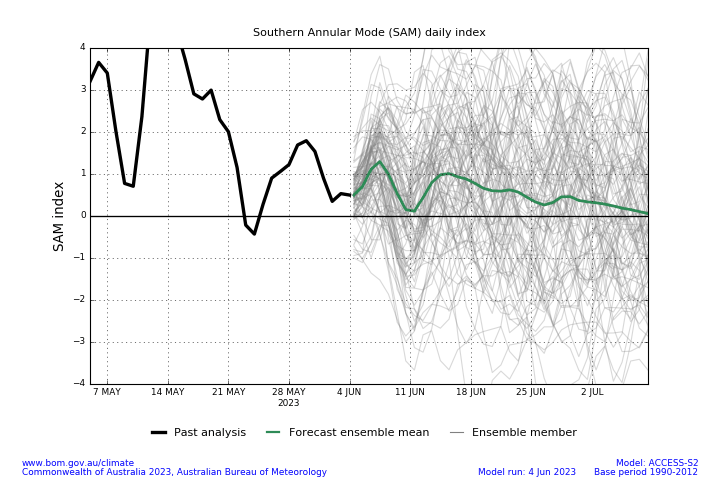 Southern Annular Mode (SAM) daily index
4
3
2
1
0
−1
−2
−3
−4
SAM index
7 MAY 14 MAY 21 MAY 28 MAY 4 JUN 11 JUN 18 JUN 25 JUN 2 JUL
2023
Past analysis Forecast ensemble mean Ensemble member
www.bom.gov.au/climate Model: ACCESS-S2
Commonwealth of Australia 2023, Australian Bureau of Meteorology Model run: 4 Jun 2023 Base period 1990-2012